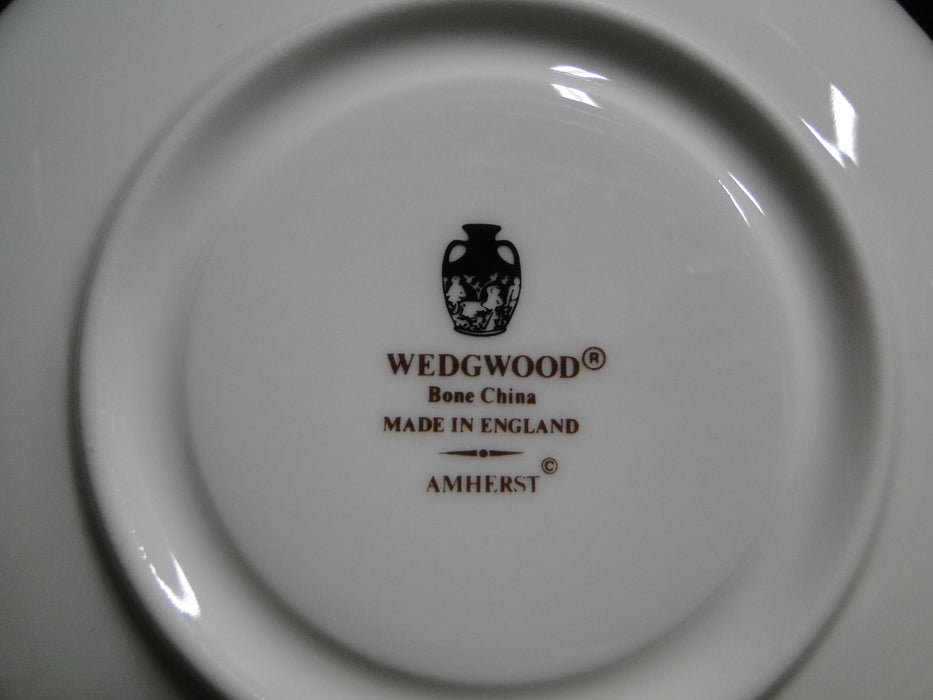 WEDGWOOD®
Bone China
MADE IN ENGLAND
AMHERST©